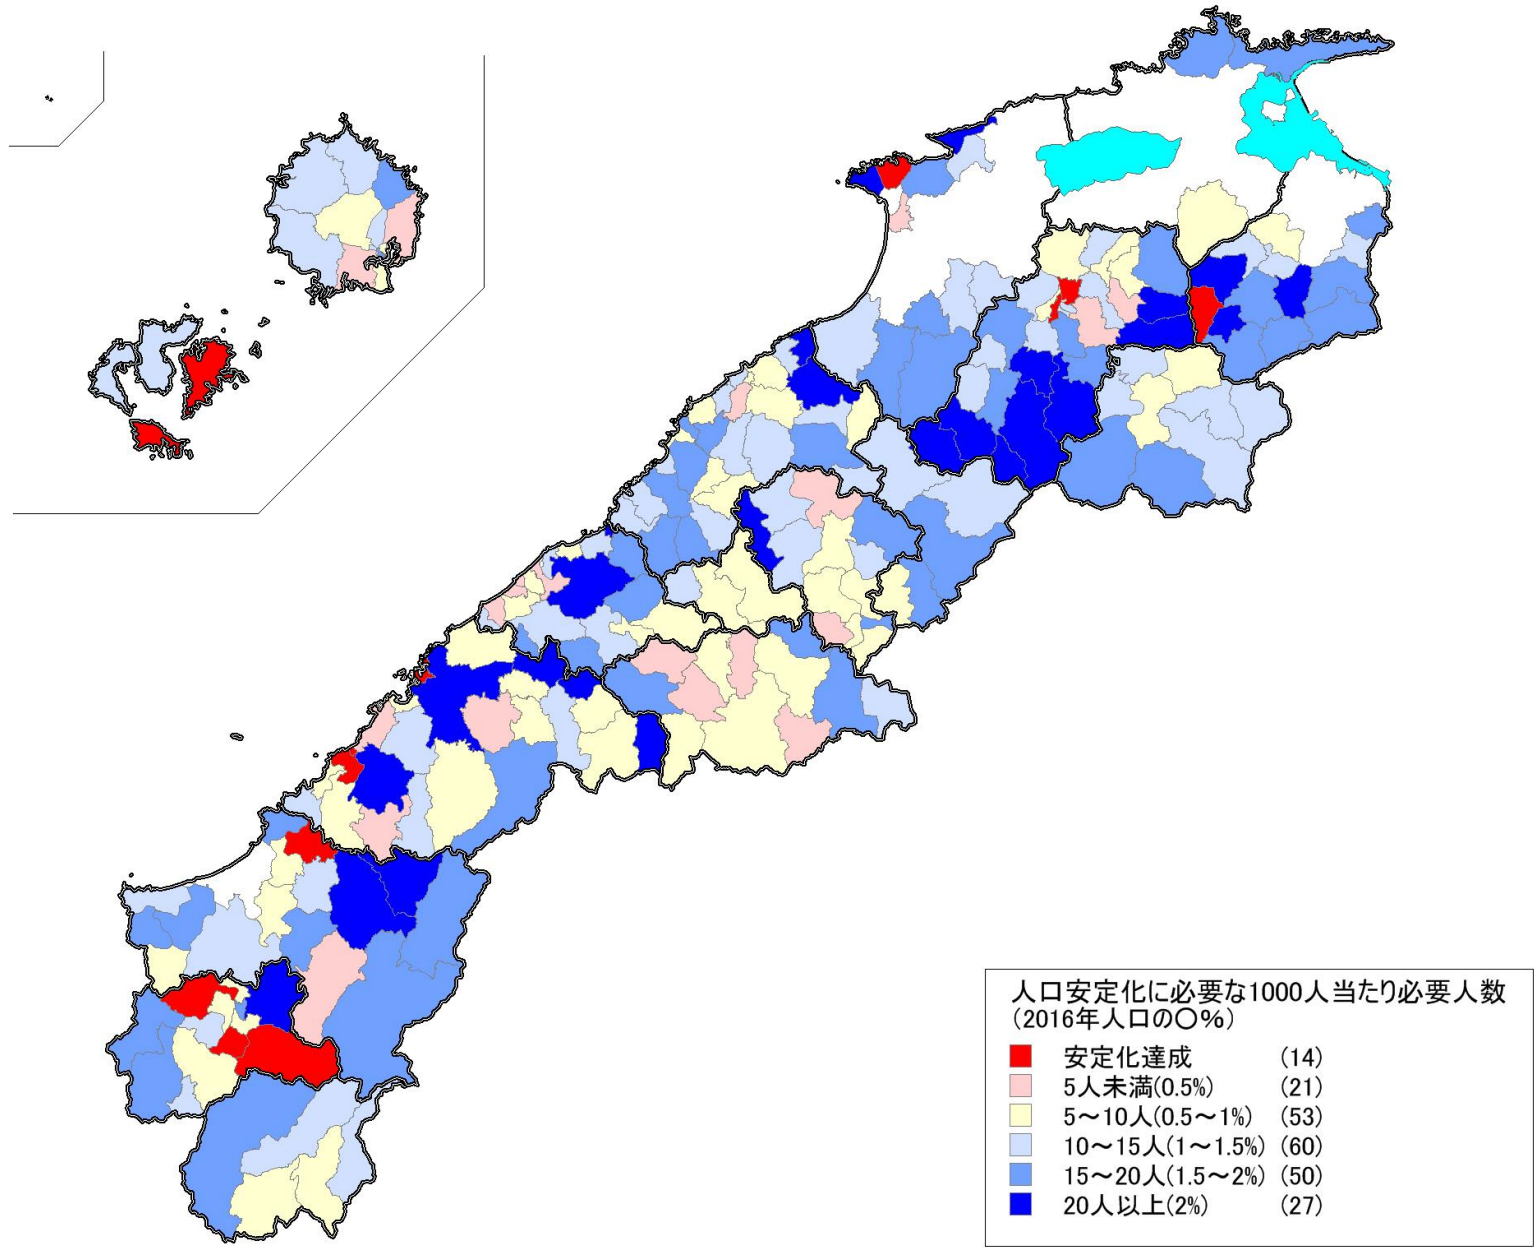 人口安定化に必要な1000人当たり必要人数
(2016年人口の〇%)
安定化達成 (14)
5人未満(0.5%) (21)
5～10人(0.5～1%) (53)
10～15人(1～1.5%) (60)
15～20人(1.5～2%) (50)
20人以上(2%) (27)